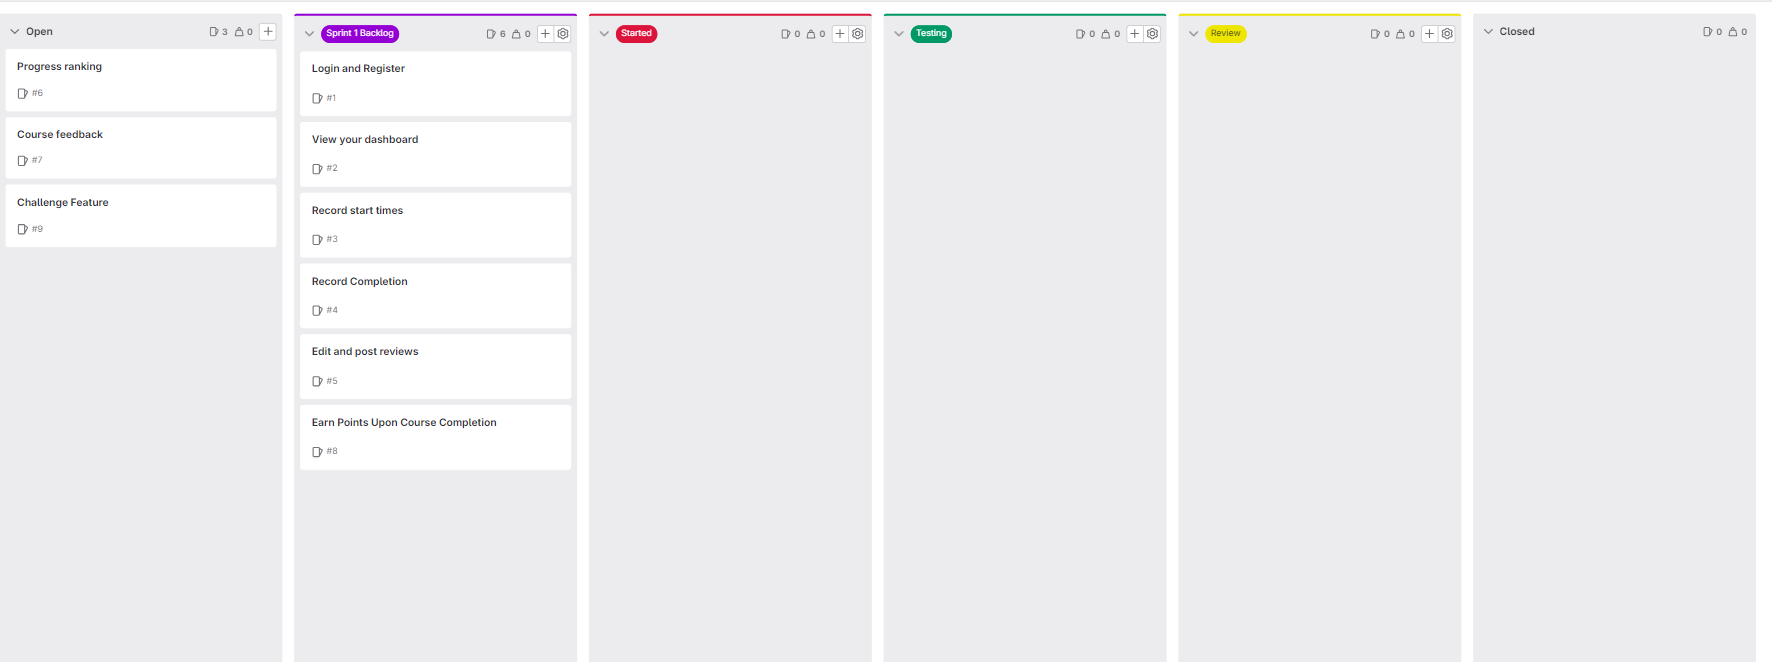 Open 3 0
Progress ranking
#6
Course feedback
#7
Challenge Feature
#9
Sprint 1 Backlog 6 0
Login and Register
#1
View your dashboard
#2
Record start times
#3
Record Completion
#4
Edit and post reviews
#5
Earn Points Upon Course Completion
#8
Started 0 0
Testing 0 0
Review 0 0
Closed 0 0